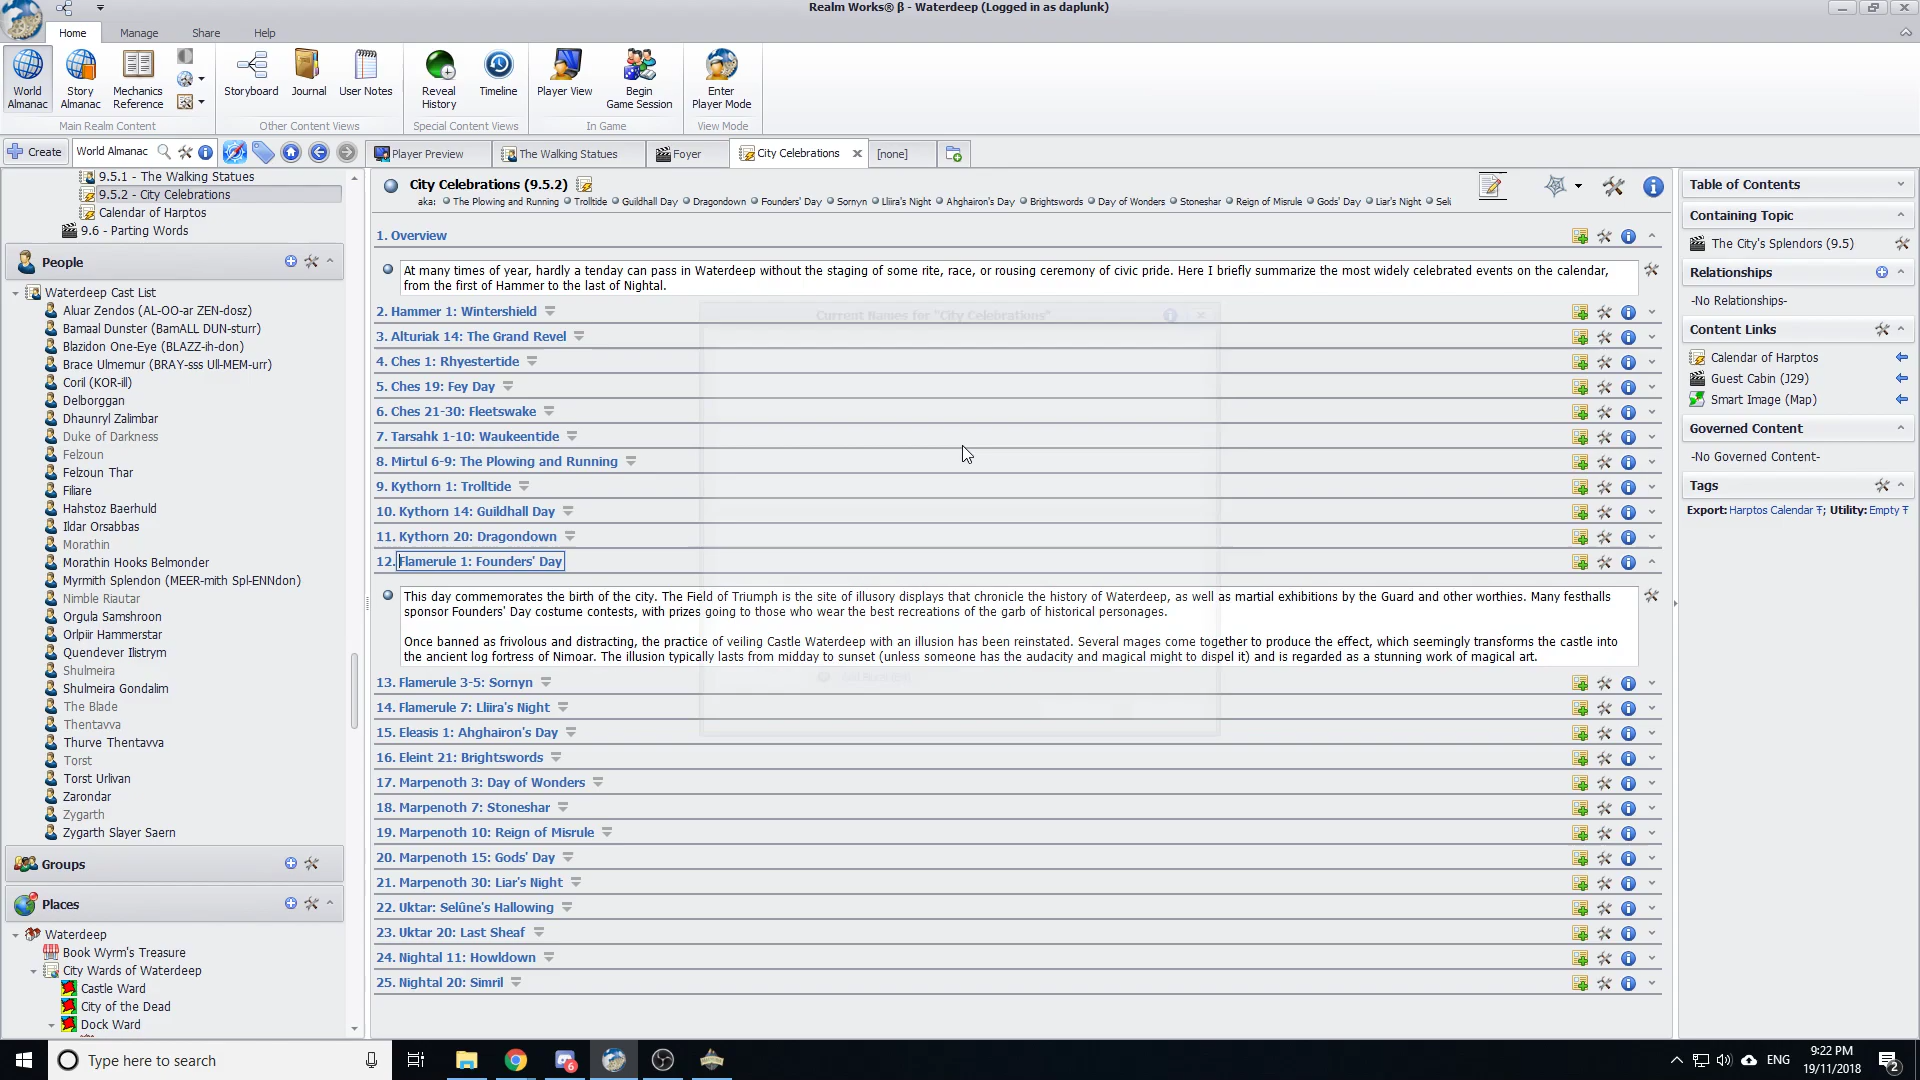 Realm Works® β - Waterdeep (Logged in as daplunk)
Home
Manage
Share
Help
World Almanac
Story Almanac
Mechanics Reference
Main Realm Content
Storyboard
Journal
User Notes
Other Content Views
Reveal History
Timeline
Special Content Views
Player View
Begin Game Session
In Game
Enter Player Mode
View Mode
Create
World Almanac
Player Preview
The Walking Statues
Foyer
City Celebrations
[none]
9.5.1 - The Walking Statues
9.5.2 - City Celebrations
Calendar of Harptos
9.6 - Parting Words
People
Waterdeep Cast List
Aluar Zendos (AL-OO-ar ZEN-dosz)
Bamaal Dunster (BamALL DUN-sturr)
Blazidon One-Eye (BLAZZ-ih-don)
Brace Ulmemur (BRAY-sss Ull-MEM-urr)
Coril (KOR-ill)
Delborggan
Dhaunryl Zalimbar
Duke of Darkness
Felzoun
Felzoun Thar
Filiare
Hahstoz Baerhuld
Ildar Orsabbas
Morathin
Morathin Hooks Belmonder
Myrmith Splendon (MEER-mith Spl-ENNdon)
Nimble Riautar
Orgula Samshroon
Orlpiir Hammerstar
Quendever Ilistrym
Shulmeira
Shulmeira Gondalim
The Blade
Thentavva
Thurve Thentavva
Torst
Torst Urlivan
Zarondar
Zygarth
Zygarth Slayer Saern
Groups
Places
Waterdeep
Book Wyrm's Treasure
City Wards of Waterdeep
Castle Ward
City of the Dead
Dock Ward
City Celebrations (9.5.2)
aka: The Plowing and Running Trolltide Guildhall Day Dragondown Founders' Day Sornyn Lliira's Night Ahghairon's Day Brightswords Day of Wonders Stoneshar Reign of Misrule Gods' Day Liar's Night Selû
1. Overview
At many times of year, hardly a tenday can pass in Waterdeep without the staging of some rite, race, or rousing ceremony of civic pride. Here I briefly summarize the most widely celebrated events on the calendar,
from the first of Hammer to the last of Nightal.
Current Names for "City Celebrations"
2. Hammer 1: Wintershield
3. Alturiak 14: The Grand Revel
4. Ches 1: Rhyestertide
5. Ches 19: Fey Day
6. Ches 21-30: Fleetswake
7. Tarsahk 1-10: Waukeentide
8. Mirtul 6-9: The Plowing and Running
9. Kythorn 1: Trolltide
10. Kythorn 14: Guildhall Day
11. Kythorn 20: Dragondown
12. Flamerule 1: Founders' Day
This day commemorates the birth of the city. The Field of Triumph is the site of illusory displays that chronicle the history of Waterdeep, as well as martial exhibitions by the Guard and other worthies. Many festhalls
sponsor Founders' Day costume contests, with prizes going to those who wear the best recreations of the garb of historical personages.
Once banned as frivolous and distracting, the practice of veiling Castle Waterdeep with an illusion has been reinstated. Several mages come together to produce the effect, which seemingly transforms the castle into
the ancient log fortress of Nimoar. The illusion typically lasts from midday to sunset (unless someone has the audacity and magical might to dispel it) and is regarded as a stunning work of magical art.
13. Flamerule 3-5: Sornyn
14. Flamerule 7: Lliira's Night
15. Eleasis 1: Ahghairon's Day
16. Eleint 21: Brightswords
17. Marpenoth 3: Day of Wonders
18. Marpenoth 7: Stoneshar
19. Marpenoth 10: Reign of Misrule
20. Marpenoth 15: Gods' Day
21. Marpenoth 30: Liar's Night
22. Uktar: Selûne's Hallowing
23. Uktar 20: Last Sheaf
24. Nightal 11: Howldown
25. Nightal 20: Simril
Table of Contents
Containing Topic
The City's Splendors (9.5)
Relationships
-No Relationships-
Content Links
Calendar of Harptos
Guest Cabin (J29)
Smart Image (Map)
Governed Content
-No Governed Content-
Tags
Export: Harptos Calendar Ŧ; Utility: Empty Ŧ
Type here to search
ENG
9:22 PM
19/11/2018
6
2